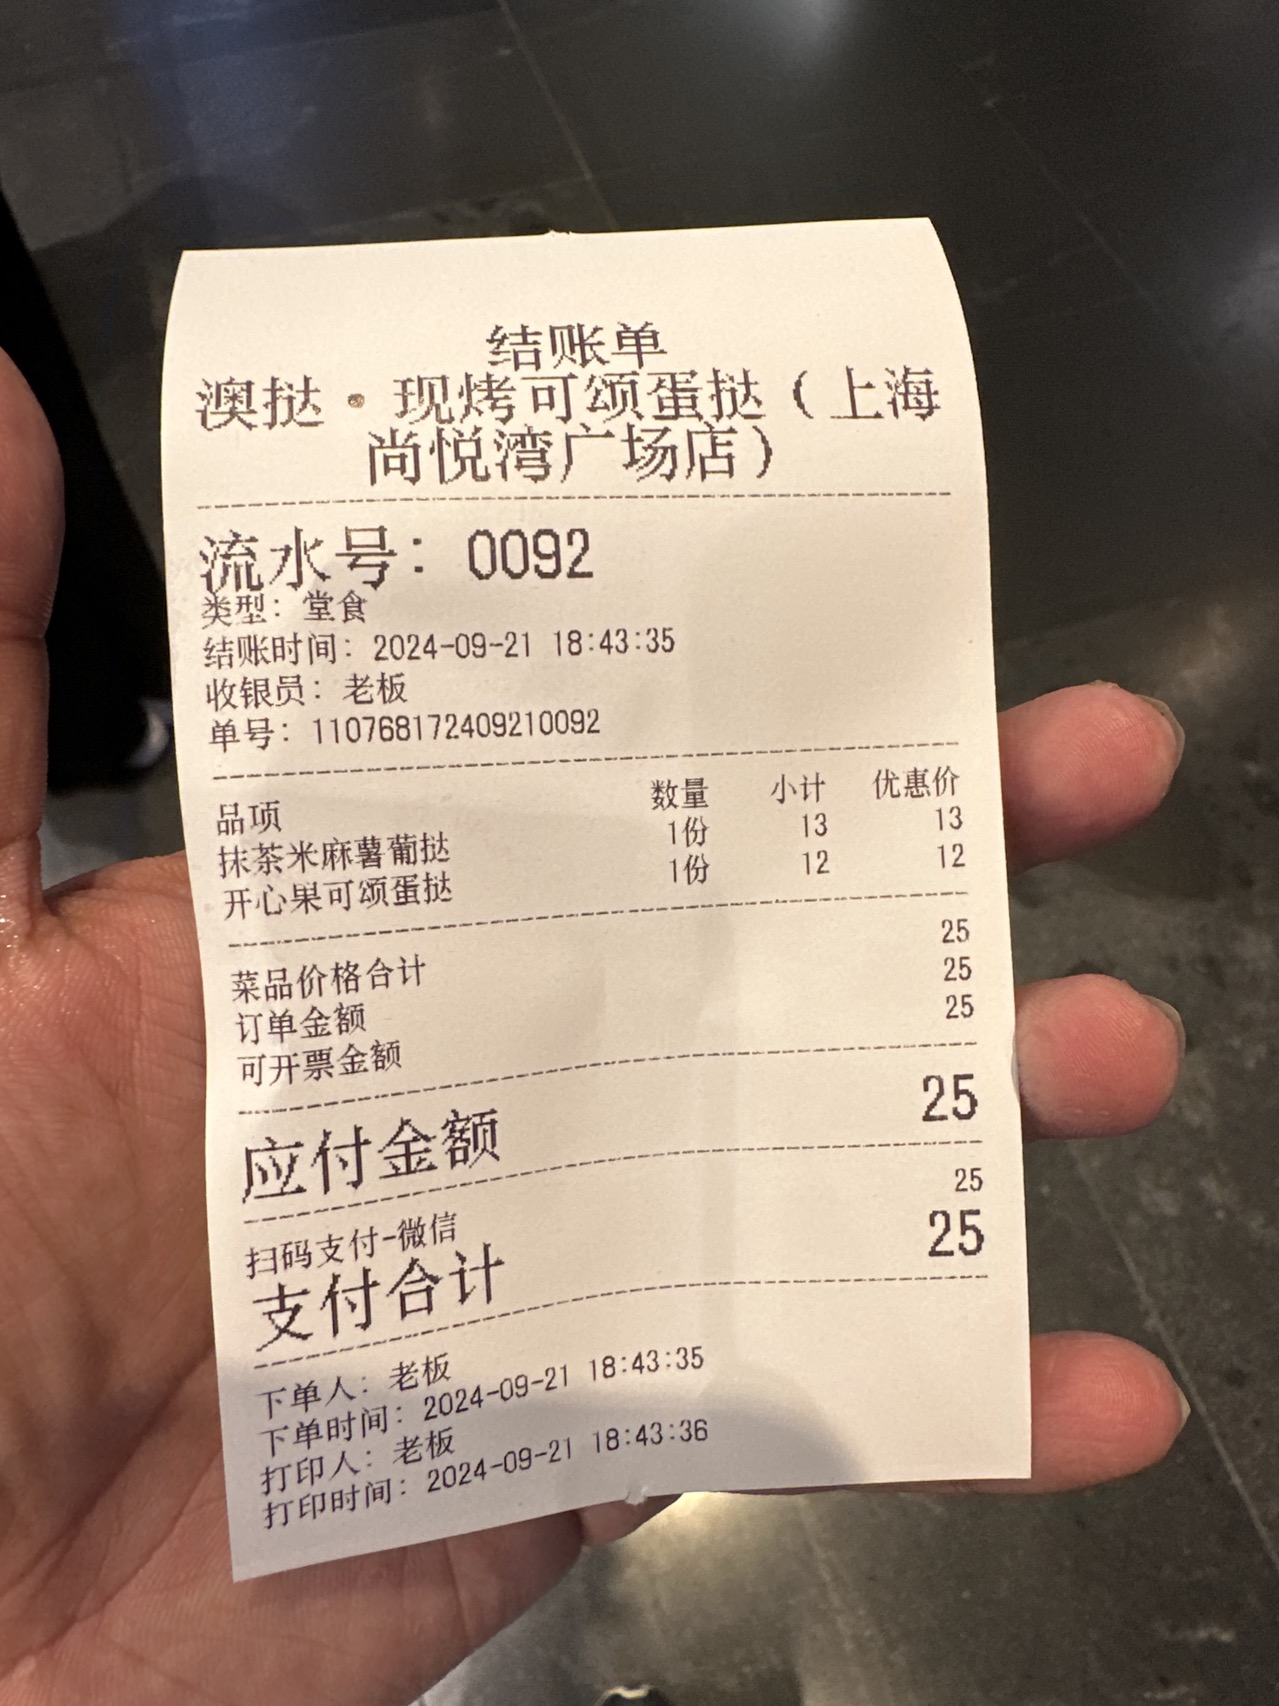 结账单
澳挞·现烤可颂蛋挞（上海
尚悦湾广场店）
流水号：0092
类型：堂食
结账时间：2024-09-21 18:43:35
收银员：老板
单号：110768172409210092
品项 数量 小计 优惠价
抹茶米麻薯葡挞 1份 13 13
开心果可颂蛋挞 1份 12 12
菜品价格合计 25
订单金额 25
可开票金额 25
应付金额 25
扫码支付-微信 25
支付合计 25
下单人：老板
下单时间：2024-09-21 18:43:35
打印人：老板
打印时间：2024-09-21 18:43:36